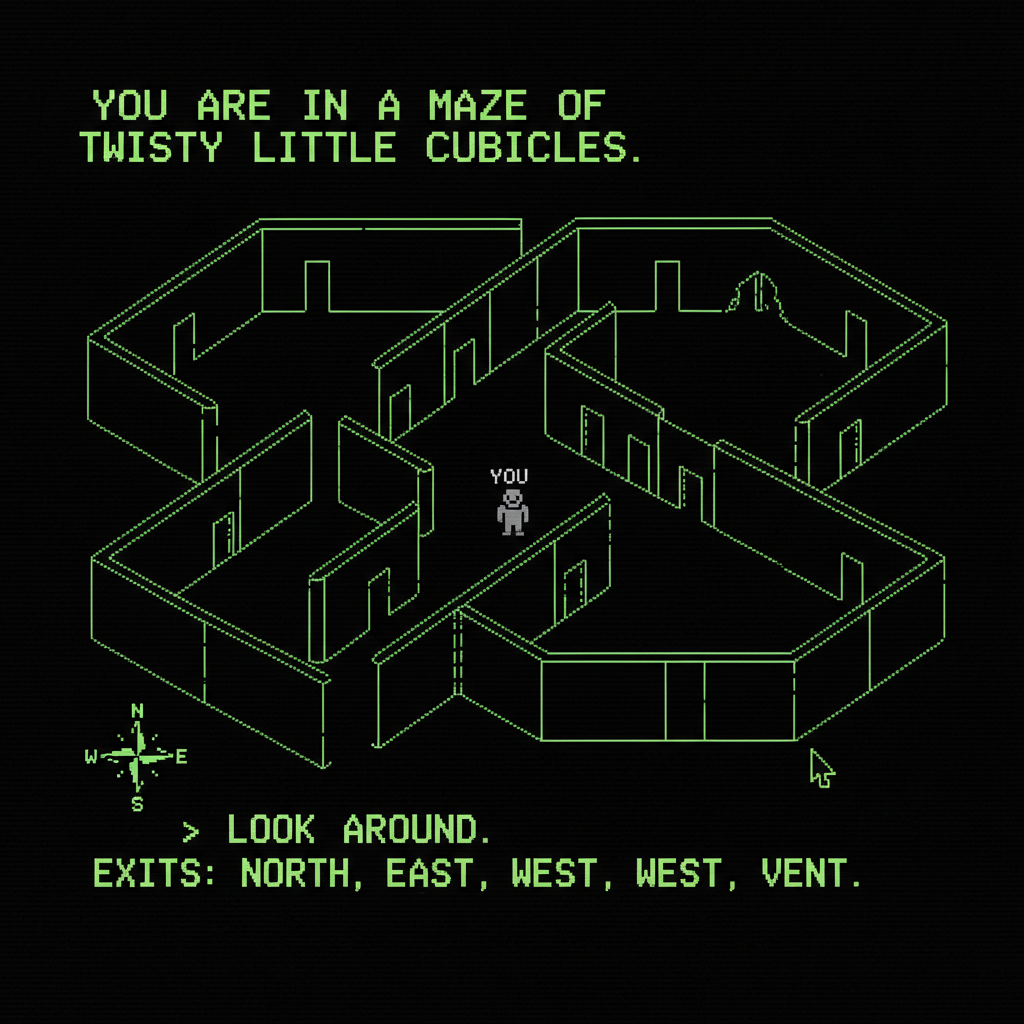 YOU ARE IN A MAZE OF
TWISTY LITTLE CUBICLES.
YOU
N
W E
S
> LOOK AROUND.
EXITS: NORTH, EAST, WEST, WEST, VENT.